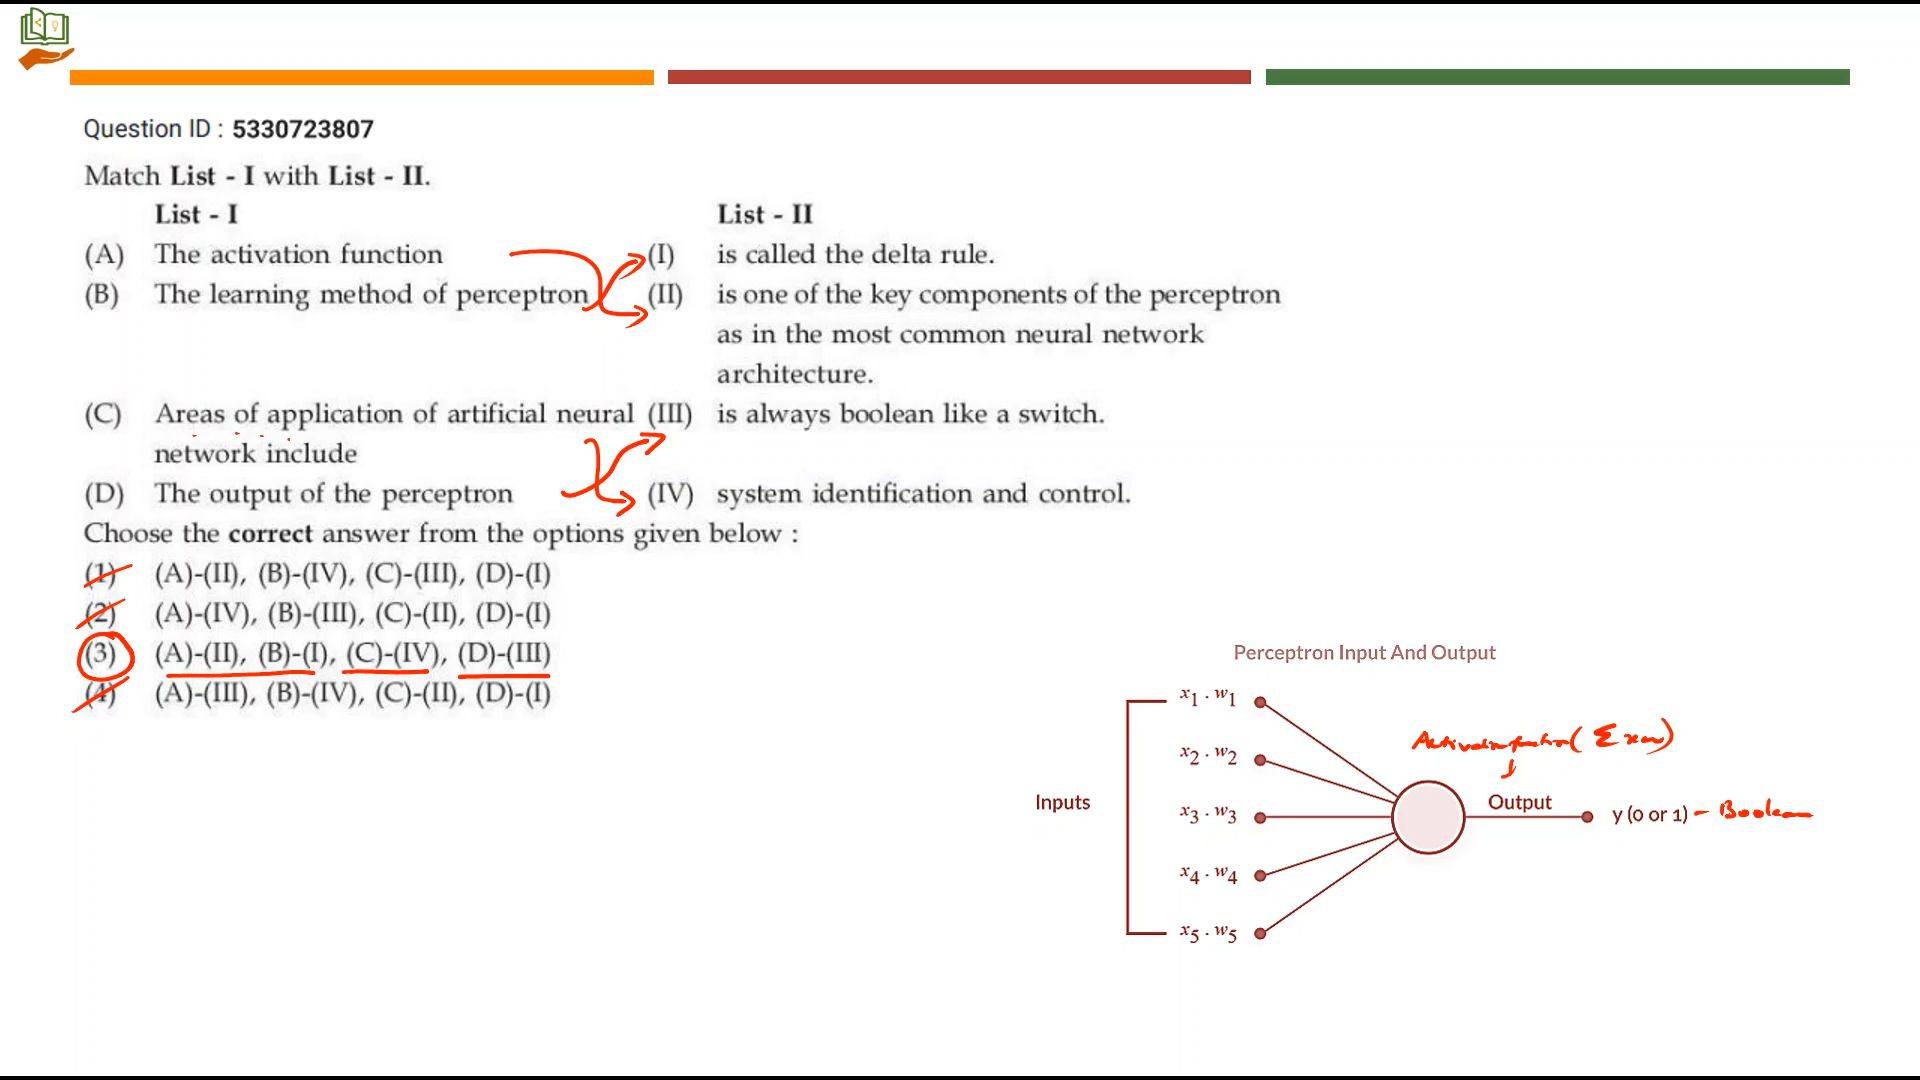 Question ID : 5330723807
Match List - I with List - II.
List - I List - II
(A) The activation function (I) is called the delta rule.
(B) The learning method of perceptron (II) is one of the key components of the perceptron
as in the most common neural network
architecture.
(C) Areas of application of artificial neural (III) is always boolean like a switch.
network include
(D) The output of the perceptron (IV) system identification and control.
Choose the correct answer from the options given below :
(1) (A)-(II), (B)-(IV), (C)-(III), (D)-(I)
(2) (A)-(IV), (B)-(III), (C)-(II), (D)-(I)
(3) (A)-(II), (B)-(I), (C)-(IV), (D)-(III)
(4) (A)-(III), (B)-(IV), (C)-(II), (D)-(I)
Perceptron Input And Output
x1 . w1
Activation function (Σxw)
x2 . w2
Inputs
Output
x3 . w3
y (0 or 1) - Boolean
x4 . w4
x5 . w5